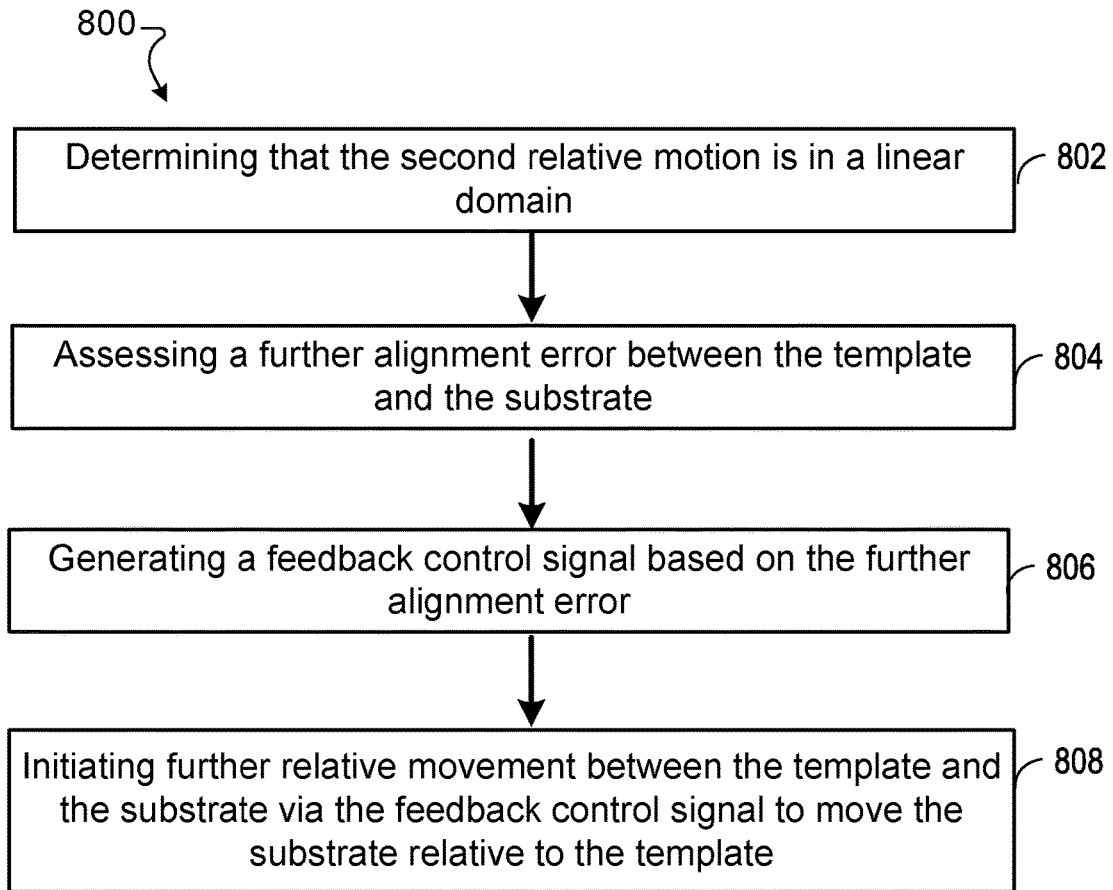 800
Determining that the second relative motion is in a linear
domain
802
Assessing a further alignment error between the template
and the substrate
804
Generating a feedback control signal based on the further
alignment error
806
Initiating further relative movement between the template and
the substrate via the feedback control signal to move the
substrate relative to the template
808